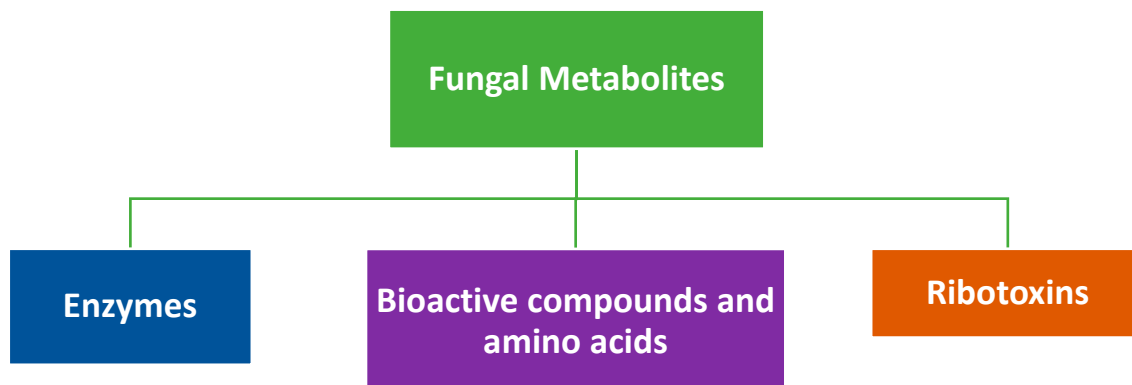 Fungal Metabolites
Enzymes
Bioactive compounds and
amino acids
Ribotoxins